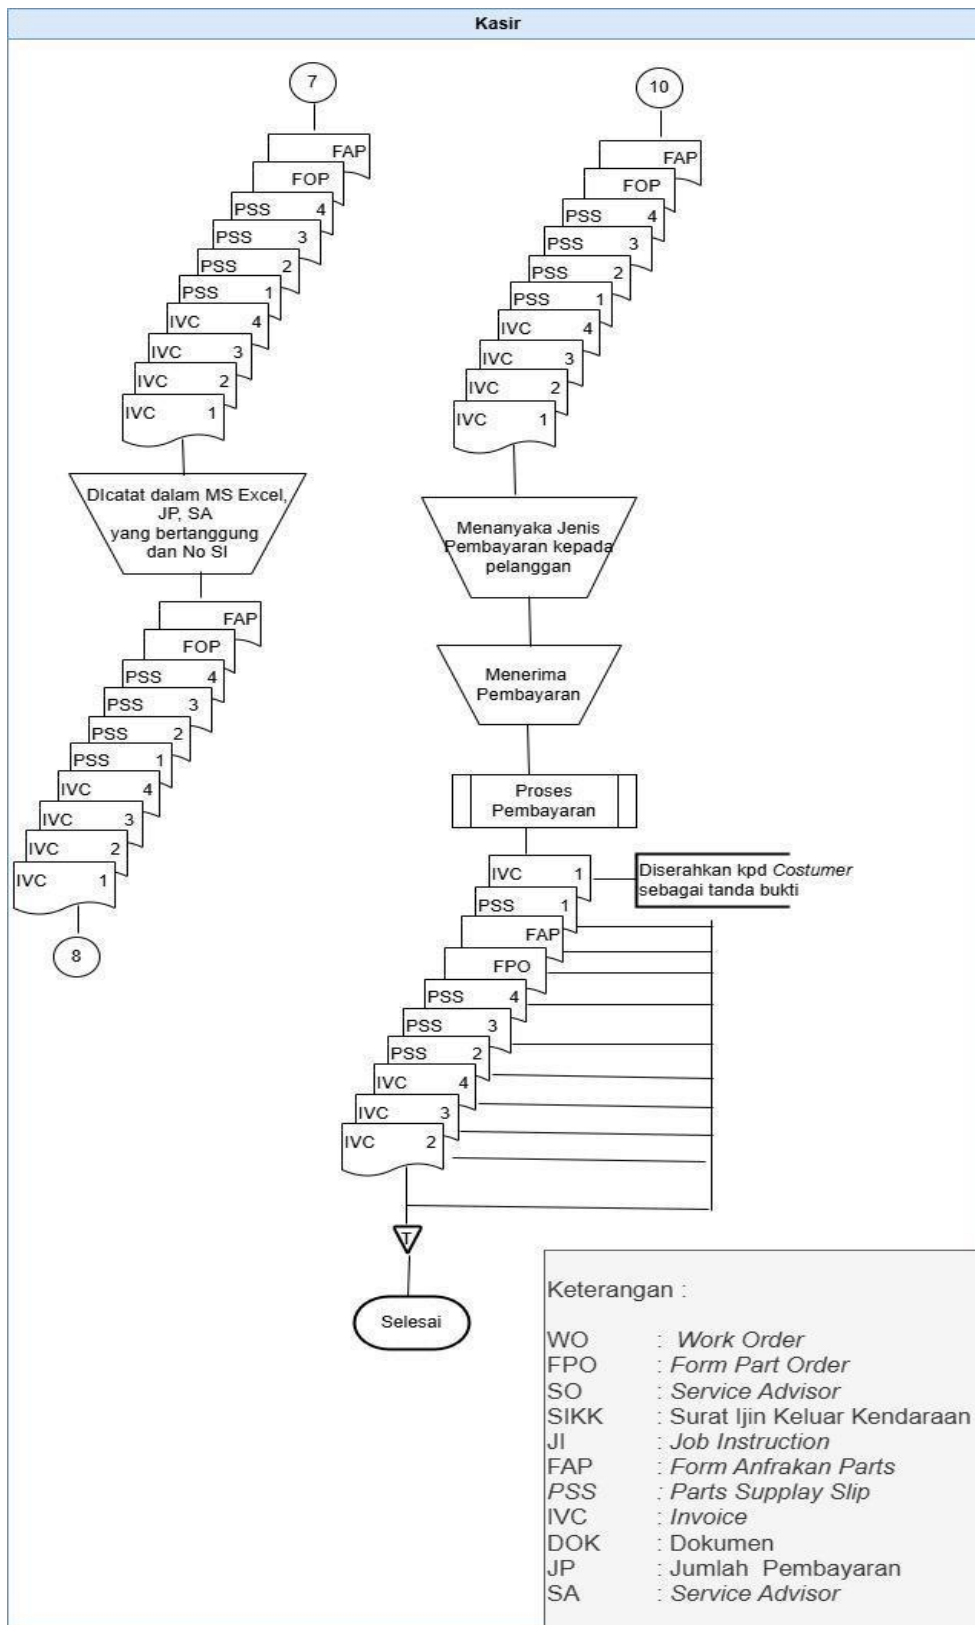 Kasir
7
FAP
FOP
PSS 4
PSS 3
PSS 2
PSS 1
IVC 4
IVC 3
IVC 2
IVC 1
DIcatat dalam MS Excel,
JP, SA
yang bertanggung
dan No SI
FAP
FOP
PSS 4
PSS 3
PSS 2
PSS 1
IVC 4
IVC 3
IVC 2
IVC 1
8
10
FAP
FOP
PSS 4
PSS 3
PSS 2
PSS 1
IVC 4
IVC 3
IVC 2
IVC 1
Menanyaka Jenis
Pembayaran kepada
pelanggan
Menerima
Pembayaran
Proses
Pembayaran
IVC 1
Diserahkan kpd Costumer
sebagai tanda bukti
PSS 1
FAP
FPO
PSS 4
PSS 3
PSS 2
IVC 4
IVC 3
IVC 2
T
Selesai
Keterangan :
WO : Work Order
FPO : Form Part Order
SO : Service Advisor
SIKK : Surat Ijin Keluar Kendaraan
JI : Job Instruction
FAP : Form Anfrakan Parts
PSS : Parts Supplay Slip
IVC : Invoice
DOK : Dokumen
JP : Jumlah Pembayaran
SA : Service Advisor